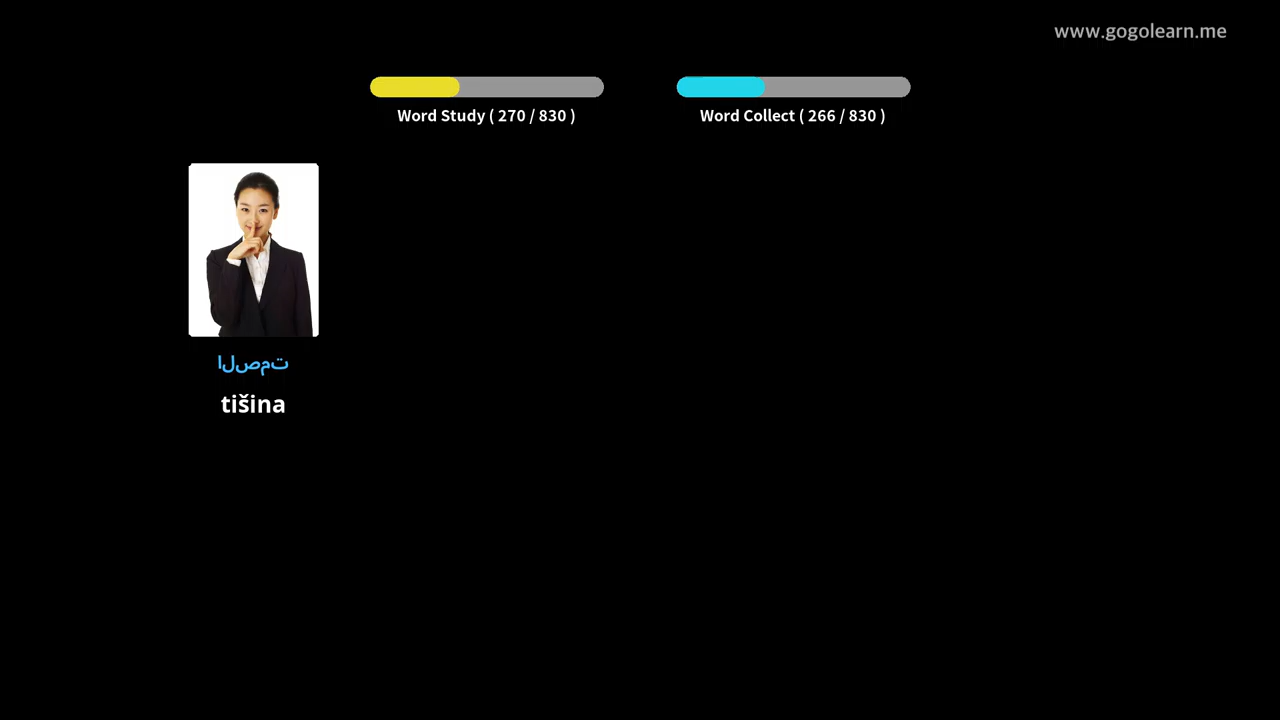 www.gogolearn.me
Word Study ( 270 / 830 )
Word Collect ( 266 / 830 )
الصمت
tišina